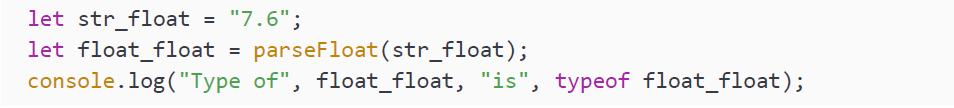 let str_float = "7.6";
let float_float = parseFloat(str_float);
console.log("Type of", float_float, "is", typeof float_float);